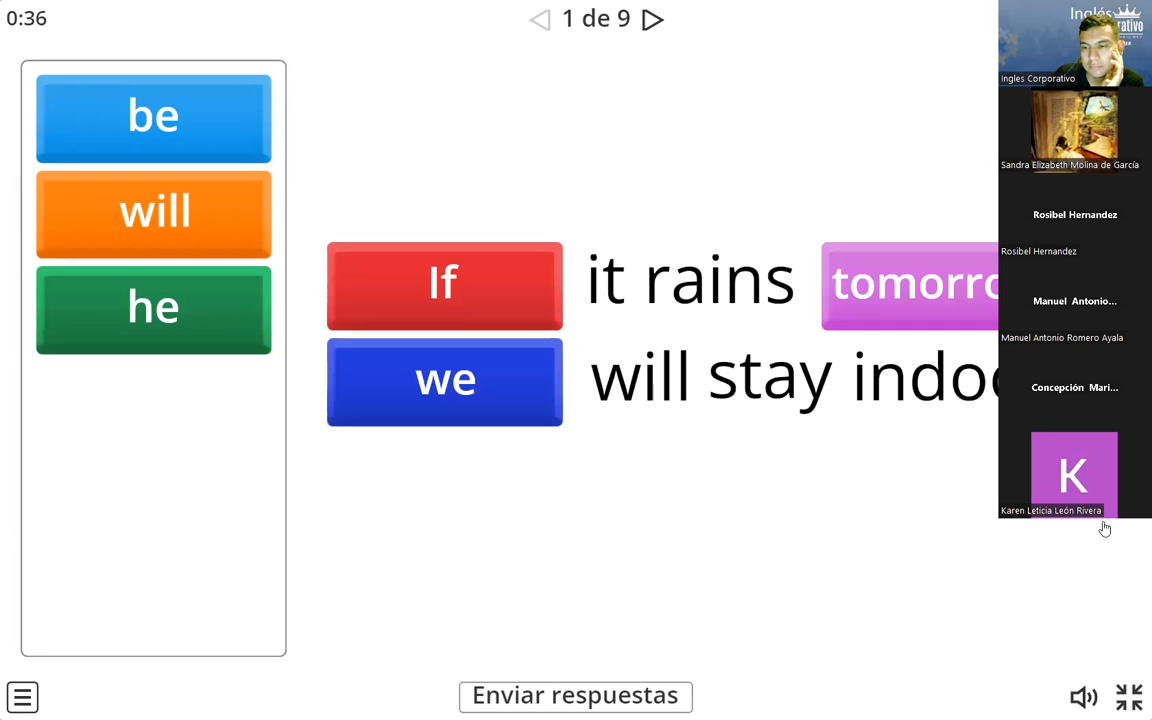 0:36
1 de 9
be
will
he
If it rains
we will stay
Inglés
Ingles Corporativo
Sandra Elizabeth Molina de García
Rosibel Hernandez
Rosibel Hernandez
Manuel Antonio...
Manuel Antonio Romero Ayala
Concepción Mari...
K
Karen Leticia León Rivera
Enviar respuestas